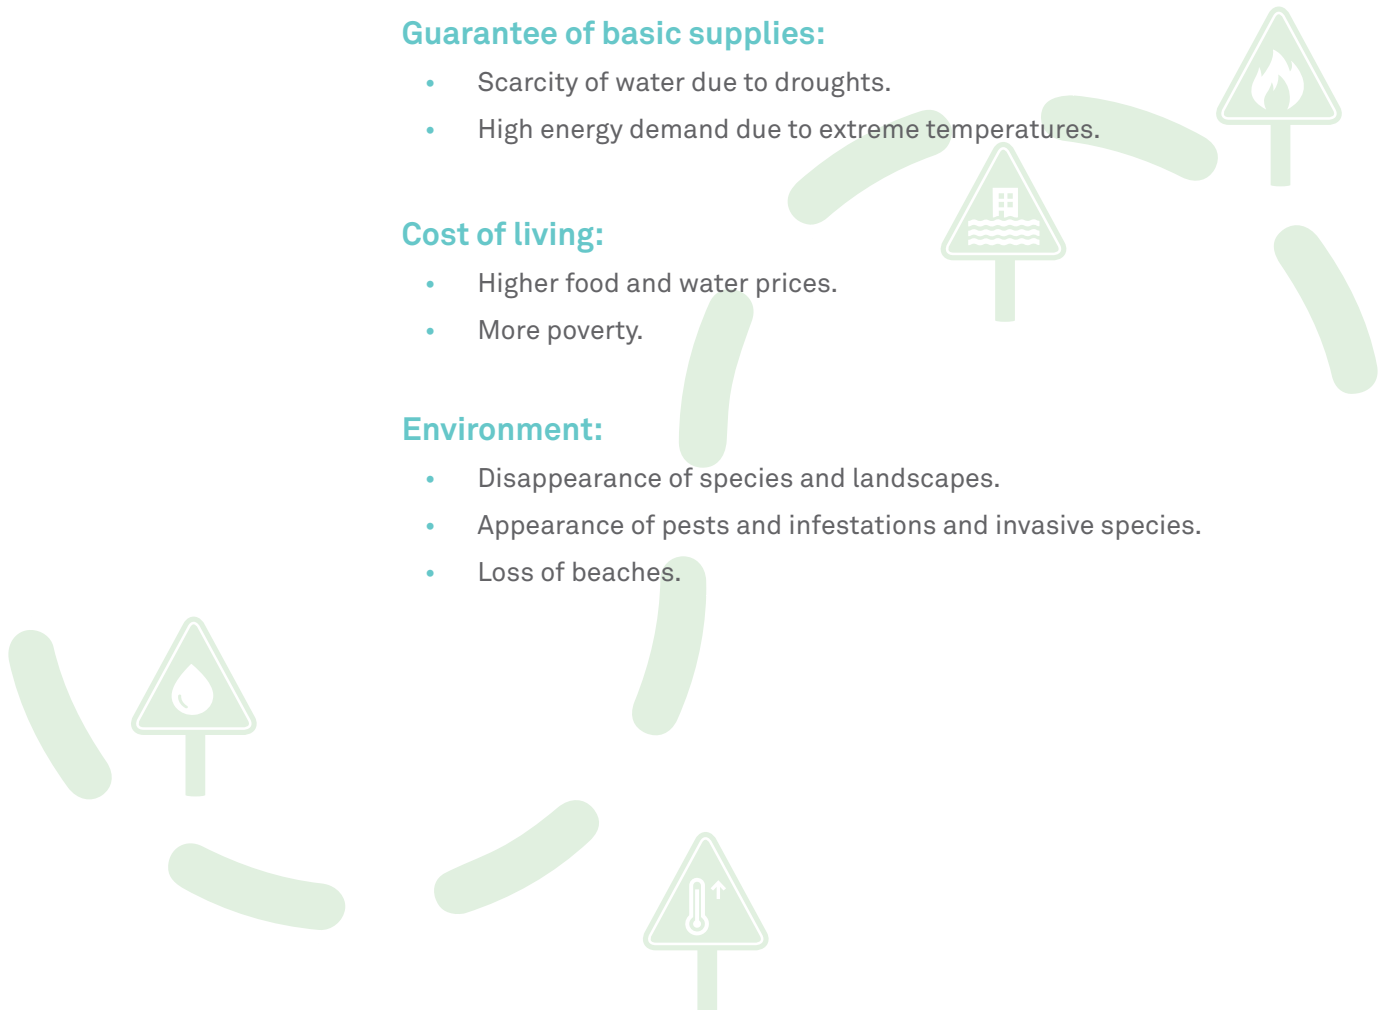 Guarantee of basic supplies:
• Scarcity of water due to droughts.
• High energy demand due to extreme temperatures.
Cost of living:
• Higher food and water prices.
• More poverty.
Environment:
• Disappearance of species and landscapes.
• Appearance of pests and infestations and invasive species.
• Loss of beaches.